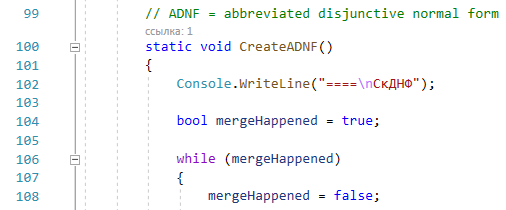 99 // ADNF = abbreviated disjunctive normal form
ссылка: 1
100 static void CreateADNF()
101 {
102 Console.WriteLine("====\nСкДНФ");
103
104 bool mergeHappened = true;
105
106 while (mergeHappened)
107 {
108 mergeHappened = false;